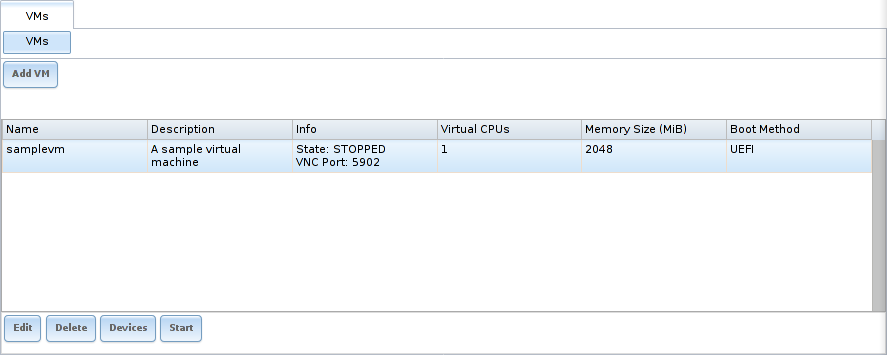 VMs
VMs
Add VM
Name Description Info Virtual CPUs Memory Size (MiB) Boot Method
samplevm A sample virtual State: STOPPED 1 2048 UEFI
machine VNC Port: 5902
Edit Delete Devices Start